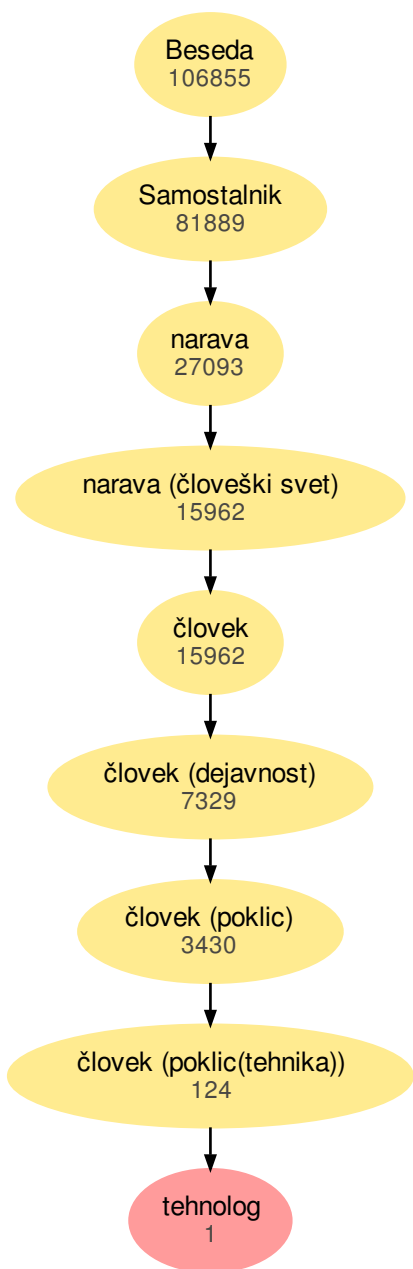 Beseda
106855
Samostalnik
81889
narava
27093
narava (človeški svet)
15962
človek
15962
človek (dejavnost)
7329
človek (poklic)
3430
človek (poklic(tehnika))
124
tehnolog
1